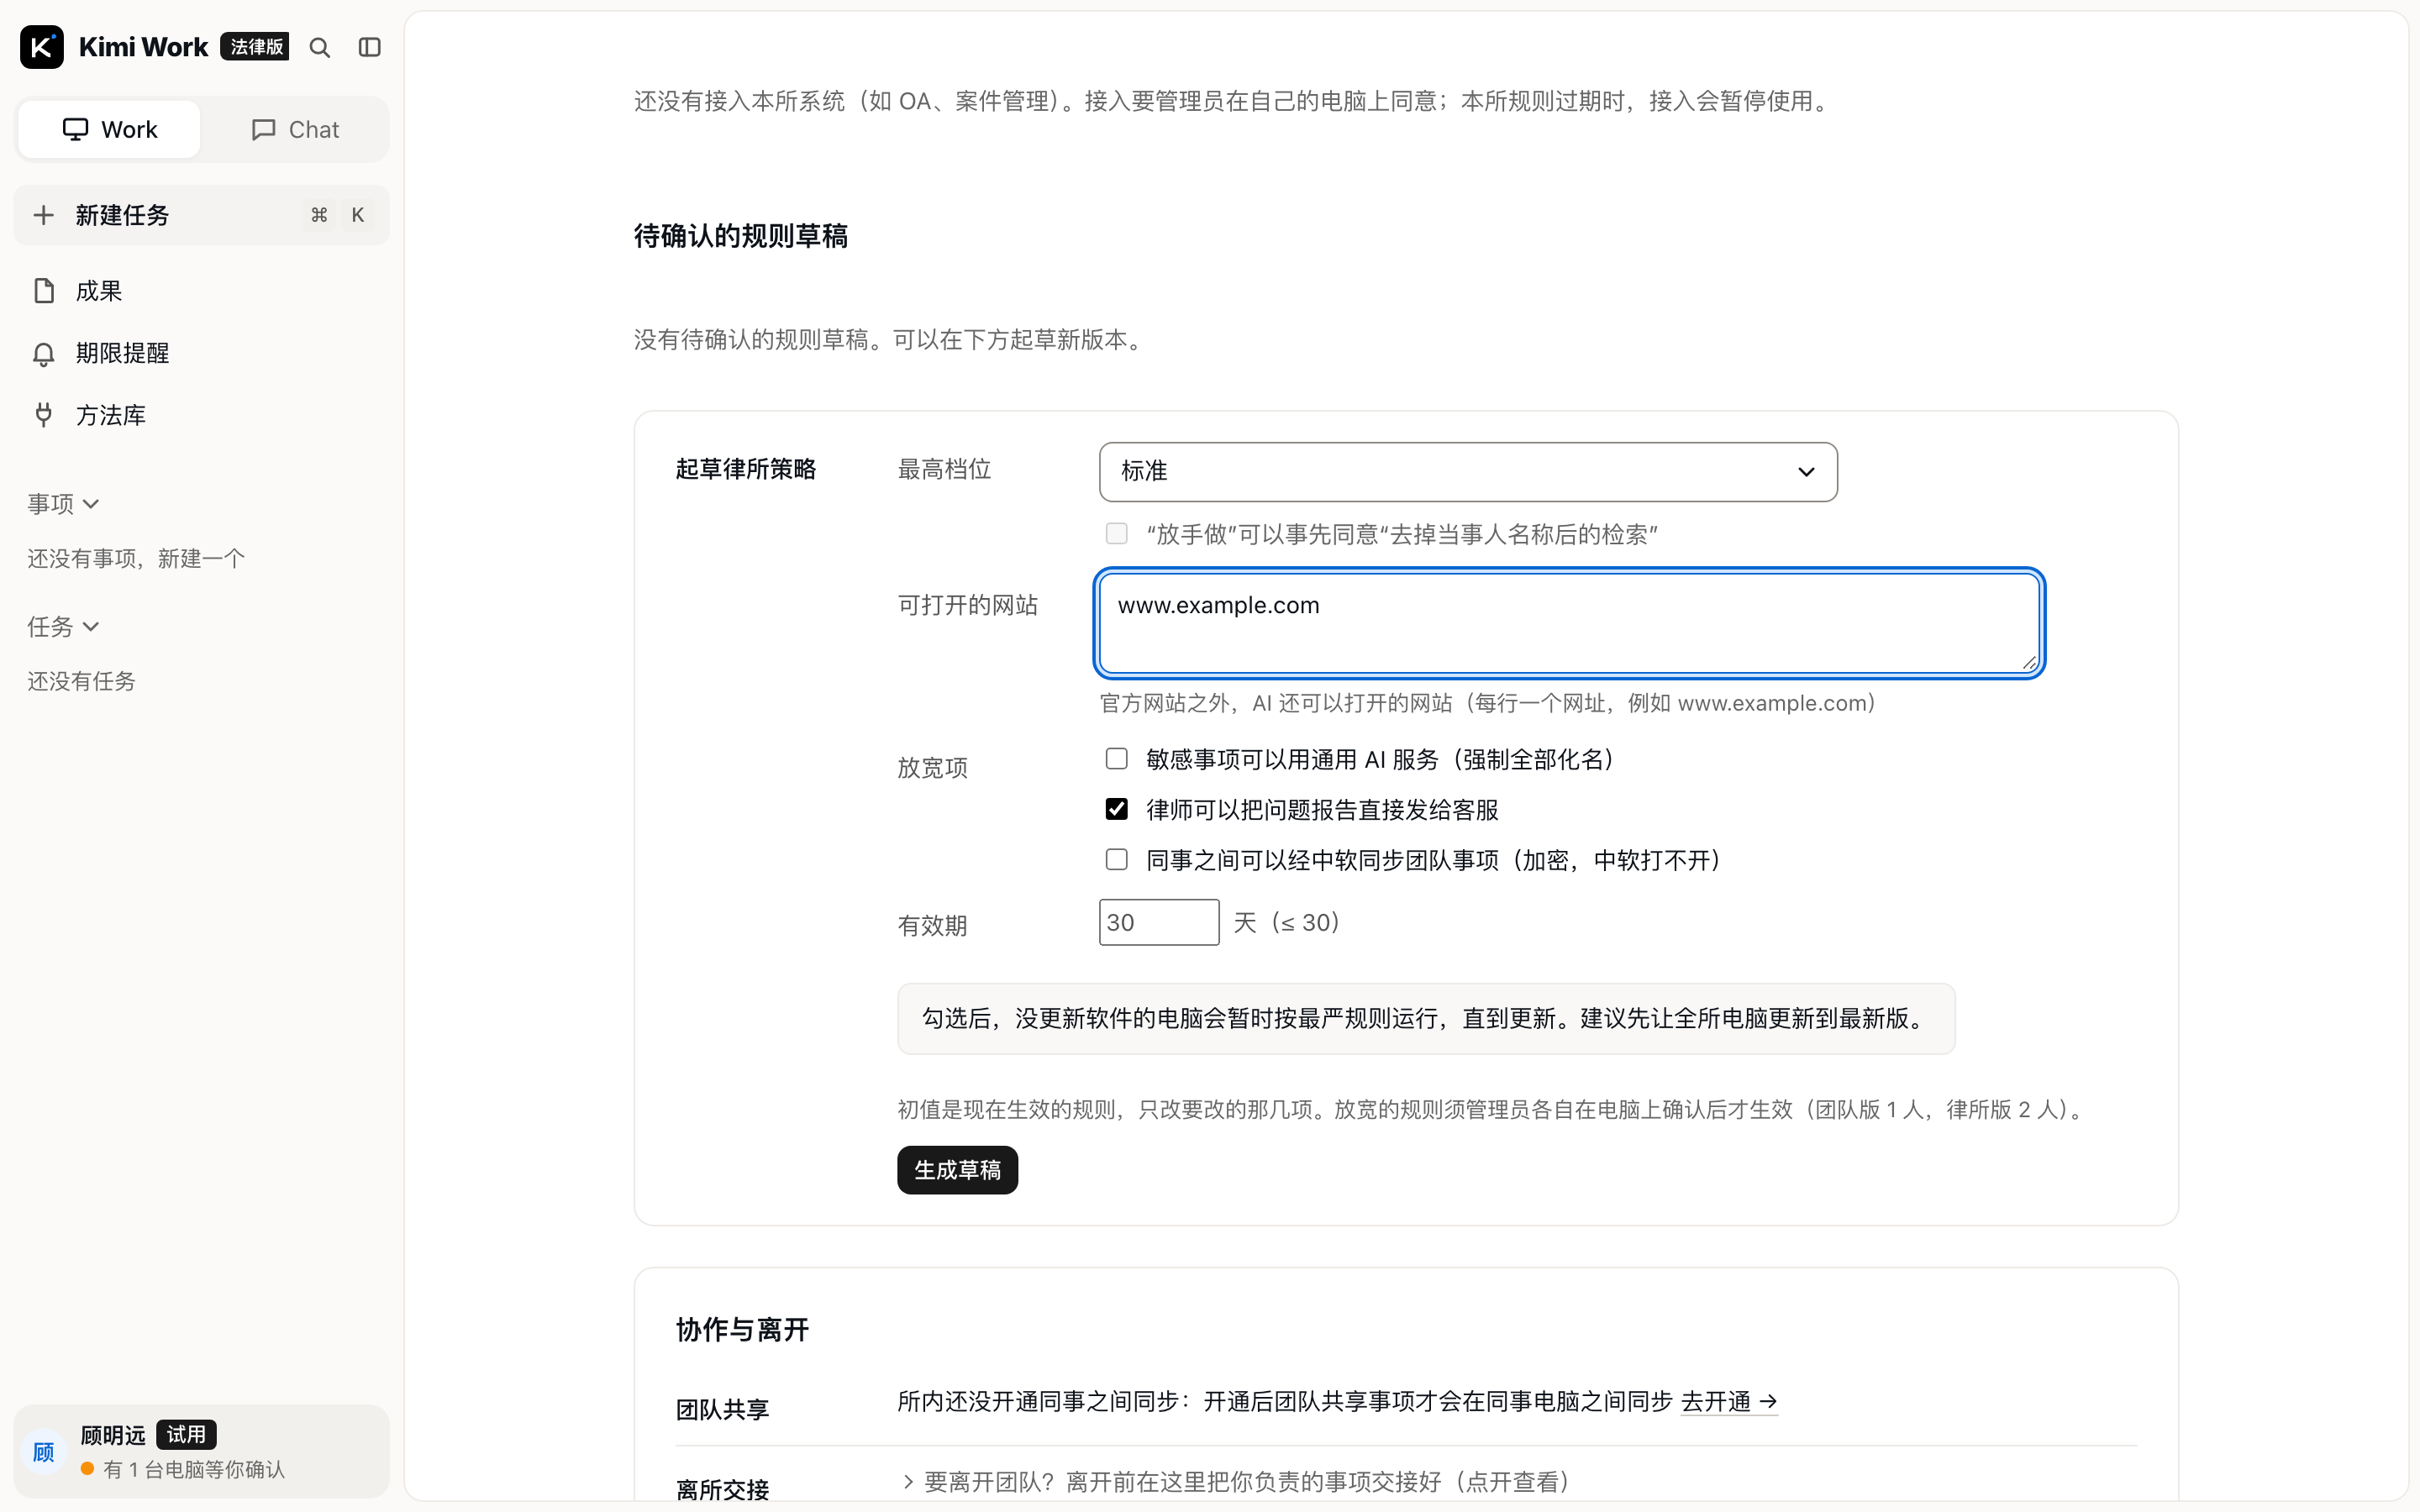 Kimi Work 法律版
Work
Chat
新建任务 ⌘ K
成果
期限提醒
方法库
事项
还没有事项，新建一个
任务
还没有任务
顾 顾明远 试用
有 1 台电脑等你确认
还没有接入本所系统（如 OA、案件管理）。接入要管理员在自己的电脑上同意；本所规则过期时，接入会暂停使用。
待确认的规则草稿
没有待确认的规则草稿。可以在下方起草新版本。
起草律所策略
最高档位
标准
“放手做”可以事先同意“去掉当事人名称后的检索”
可打开的网站
www.example.com
官方网站之外，AI 还可以打开的网站（每行一个网址，例如 www.example.com）
放宽项
敏感事项可以用通用 AI 服务（强制全部化名）
律师可以把问题报告直接发给客服
同事之间可以经中软同步团队事项（加密，中软打不开）
有效期
30 天（≤ 30）
勾选后，没更新软件的电脑会暂时按最严规则运行，直到更新。建议先让全所电脑更新到最新版。
初值是现在生效的规则，只改要改的那几项。放宽的规则须管理员各自在电脑上确认后才生效（团队版 1 人，律所版 2 人）。
生成草稿
协作与离开
团队共享
所内还没开通同事之间同步：开通后团队共享事项才会在同事电脑之间同步 去开通 →
离所交接
要离开团队？离开前在这里把你负责的事项交接好（点开查看）